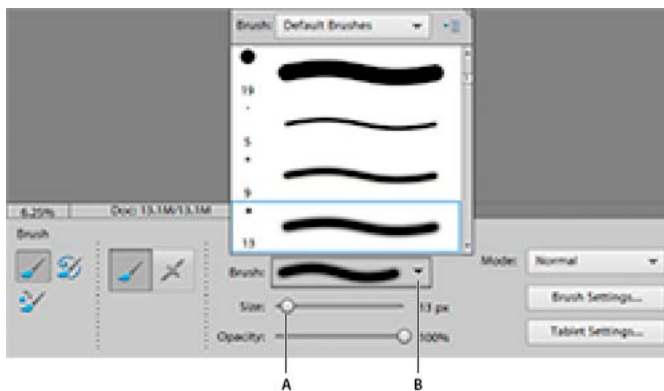 Brush: Default Brushes
19
5
9
13
6.25% Doc: 13.1M/13.1M
Brush
Brush:
Mode: Normal
Size: 13 px
Brush Settings...
Opacity: 100%
Tablet Settings...
A B